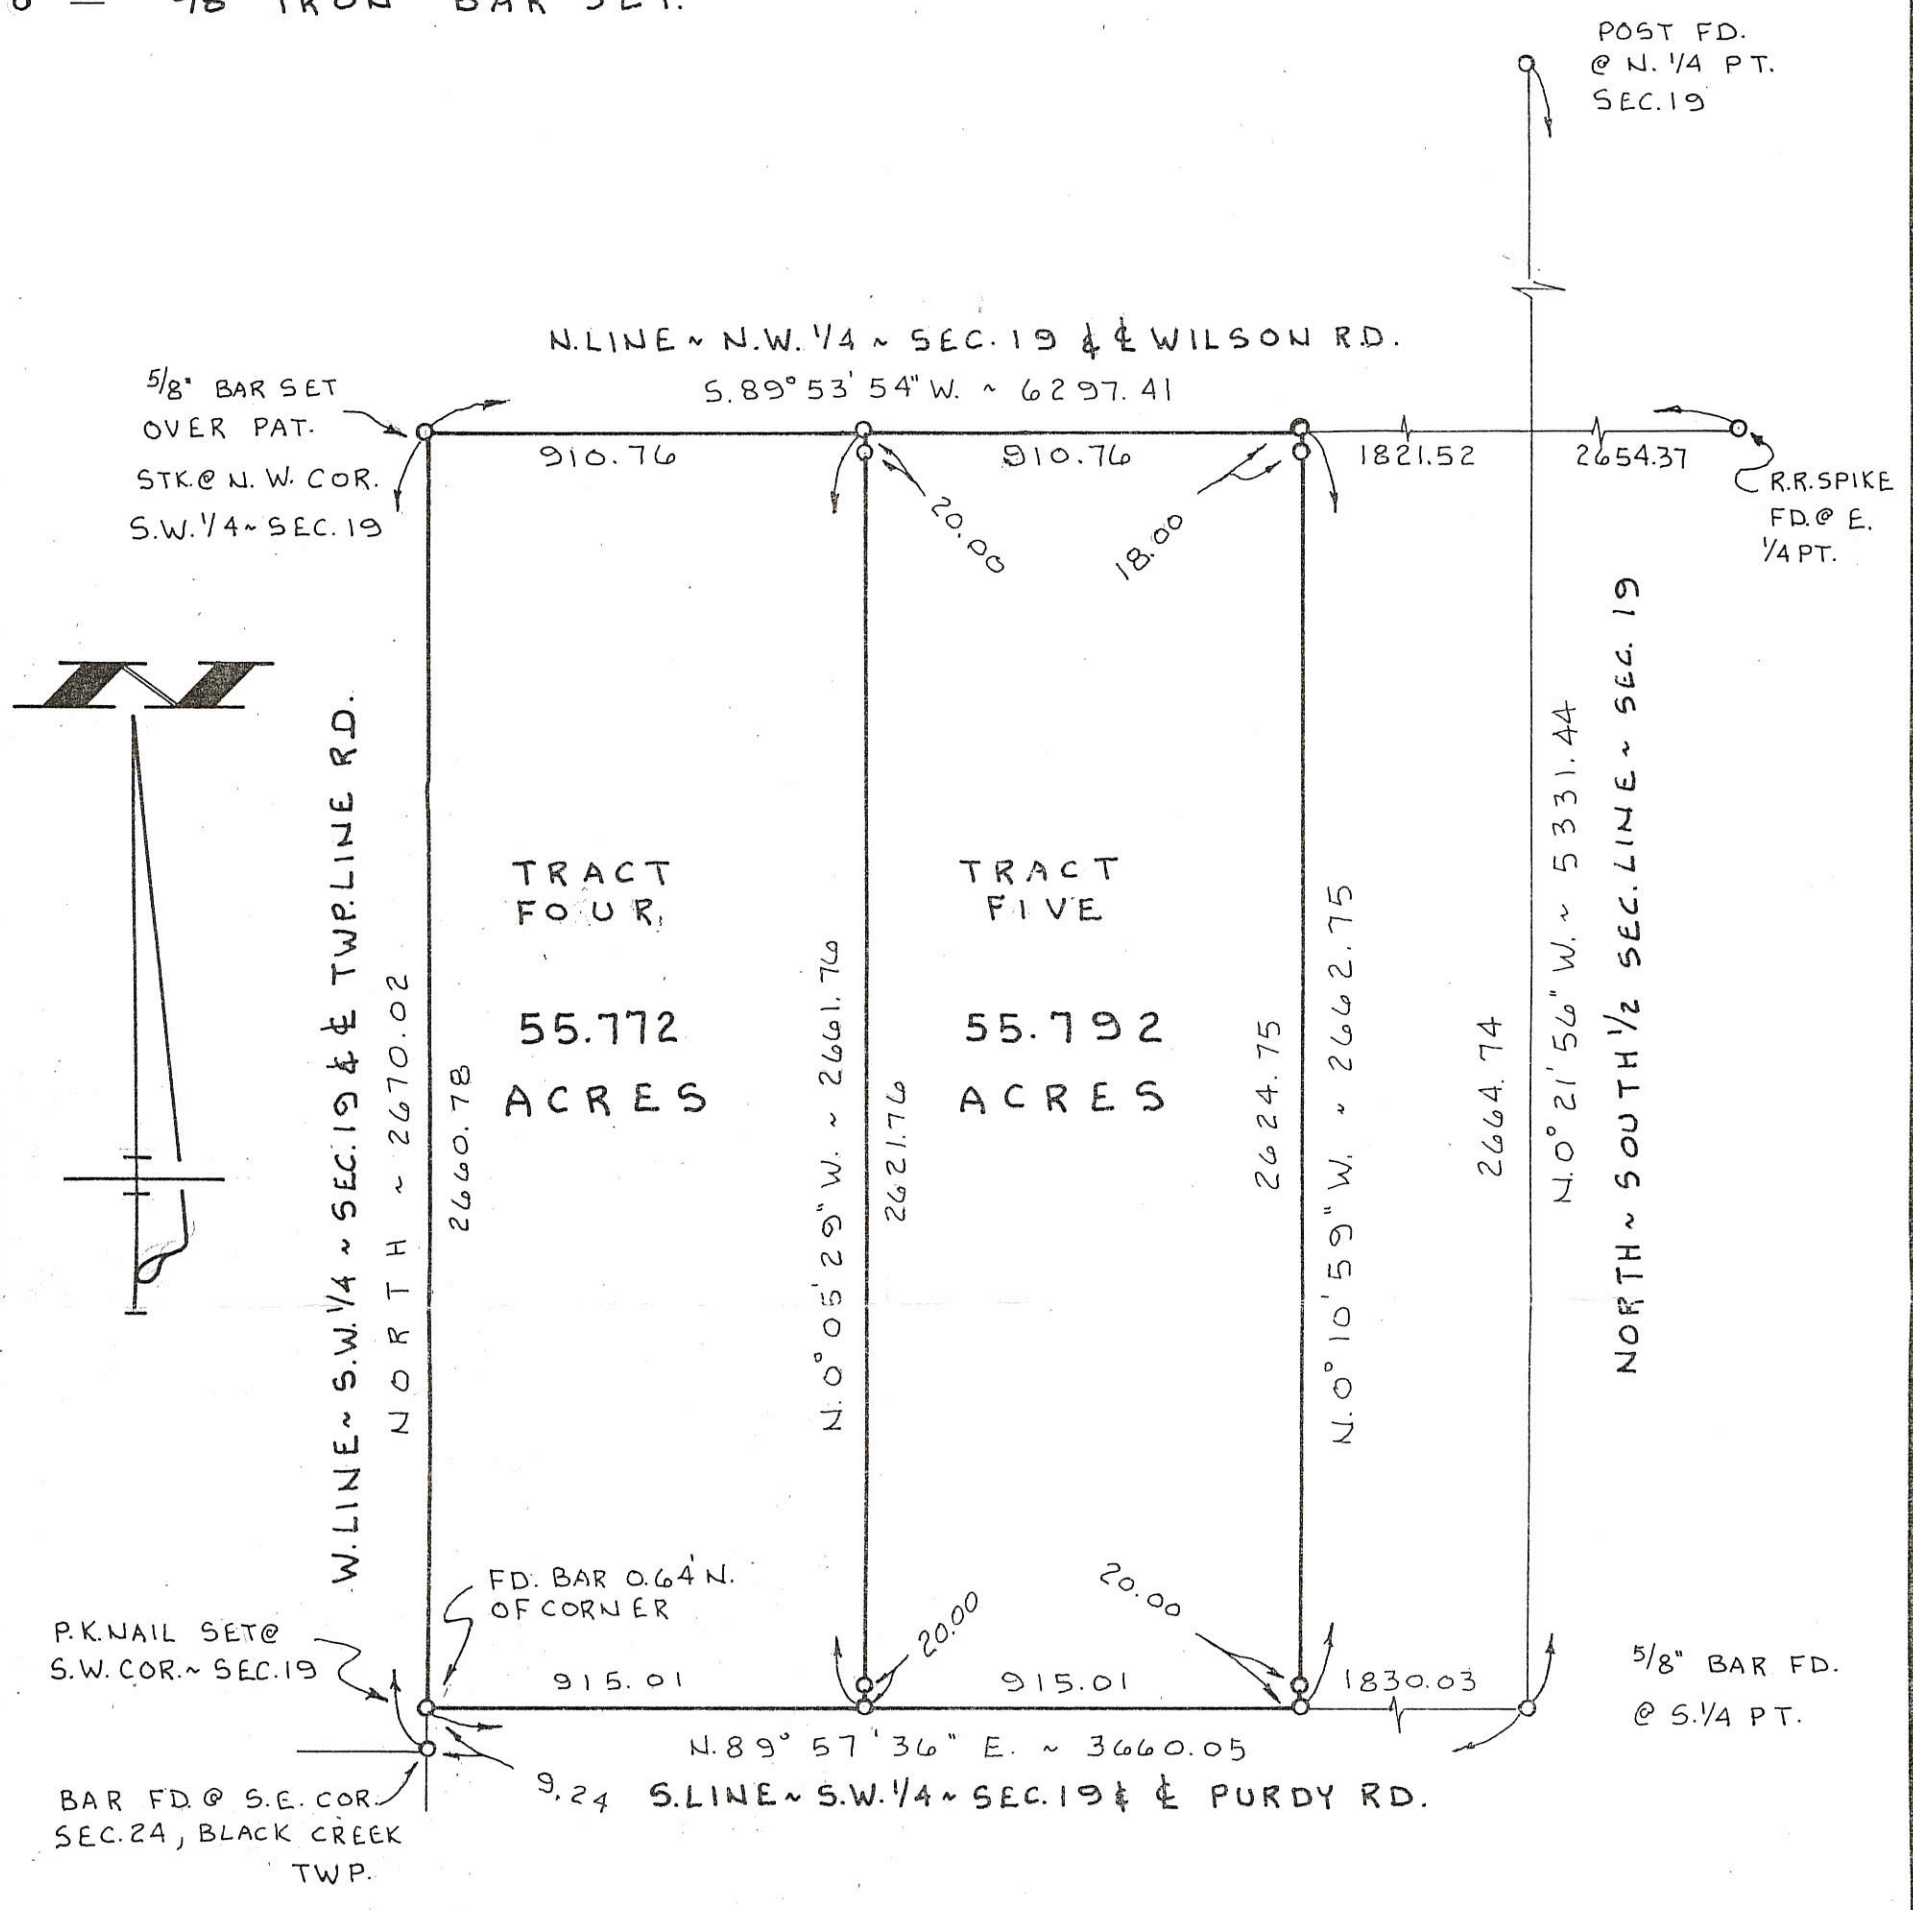 5/8" IRON BAR SET.
POST FD.
@ N. 1/4 PT.
SEC. 19
N. LINE ~ N.W. 1/4 ~ SEC. 19 & ℄ WILSON RD.
S. 89° 53' 54" W. ~ 6297.41
5/8" BAR SET
OVER PAT.
STK. @ N. W. COR.
S.W. 1/4 ~ SEC. 19
910.76
910.76
1821.52
2654.37
R.R. SPIKE
FD. @ E.
1/4 PT.
20.00
18.00
N
W. LINE ~ S.W. 1/4 ~ SEC. 19 & ℄ TWP. LINE RD.
NORTH ~ 2670.02
2660.78
TRACT
FOUR
55.772
ACRES
N. 0° 05' 29" W. ~ 2661.76
2621.76
TRACT
FIVE
55.792
ACRES
2624.75
N. 0° 10' 59" W. ~ 2662.75
2664.74
N. 0° 21' 56" W. ~ 5331.44
NORTH ~ SOUTH 1/2 SEC. LINE ~ SEC. 19
FD. BAR 0.64' N.
OF CORNER
P.K. NAIL SET @
S.W. COR. ~ SEC. 19
915.01
20.00
20.00
915.01
1830.03
5/8" BAR FD.
@ S. 1/4 PT.
N. 89° 57' 36" E. ~ 3660.05
9.24
S. LINE ~ S.W. 1/4 ~ SEC. 19 & ℄ PURDY RD.
BAR FD. @ S.E. COR.
SEC. 24, BLACK CREEK
TWP.